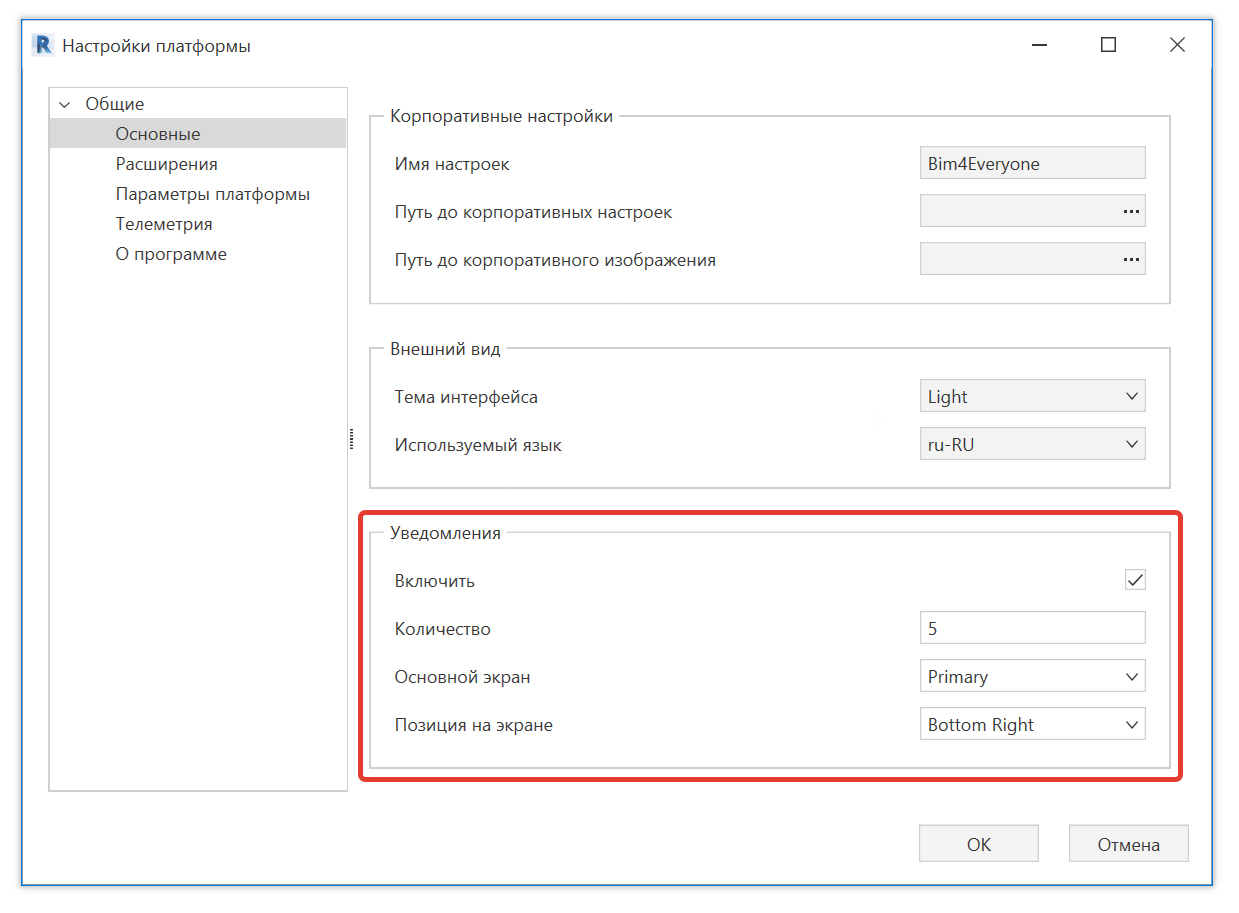 Настройки платформы
Общие
Основные
Расширения
Параметры платформы
Телеметрия
О программе
Корпоративные настройки
Имя настроек Bim4Everyone
Путь до корпоративных настроек ...
Путь до корпоративного изображения ...
Внешний вид
Тема интерфейса Light
Используемый язык ru-RU
Уведомления
Включить
Количество 5
Основной экран Primary
Позиция на экране Bottom Right
OK Отмена